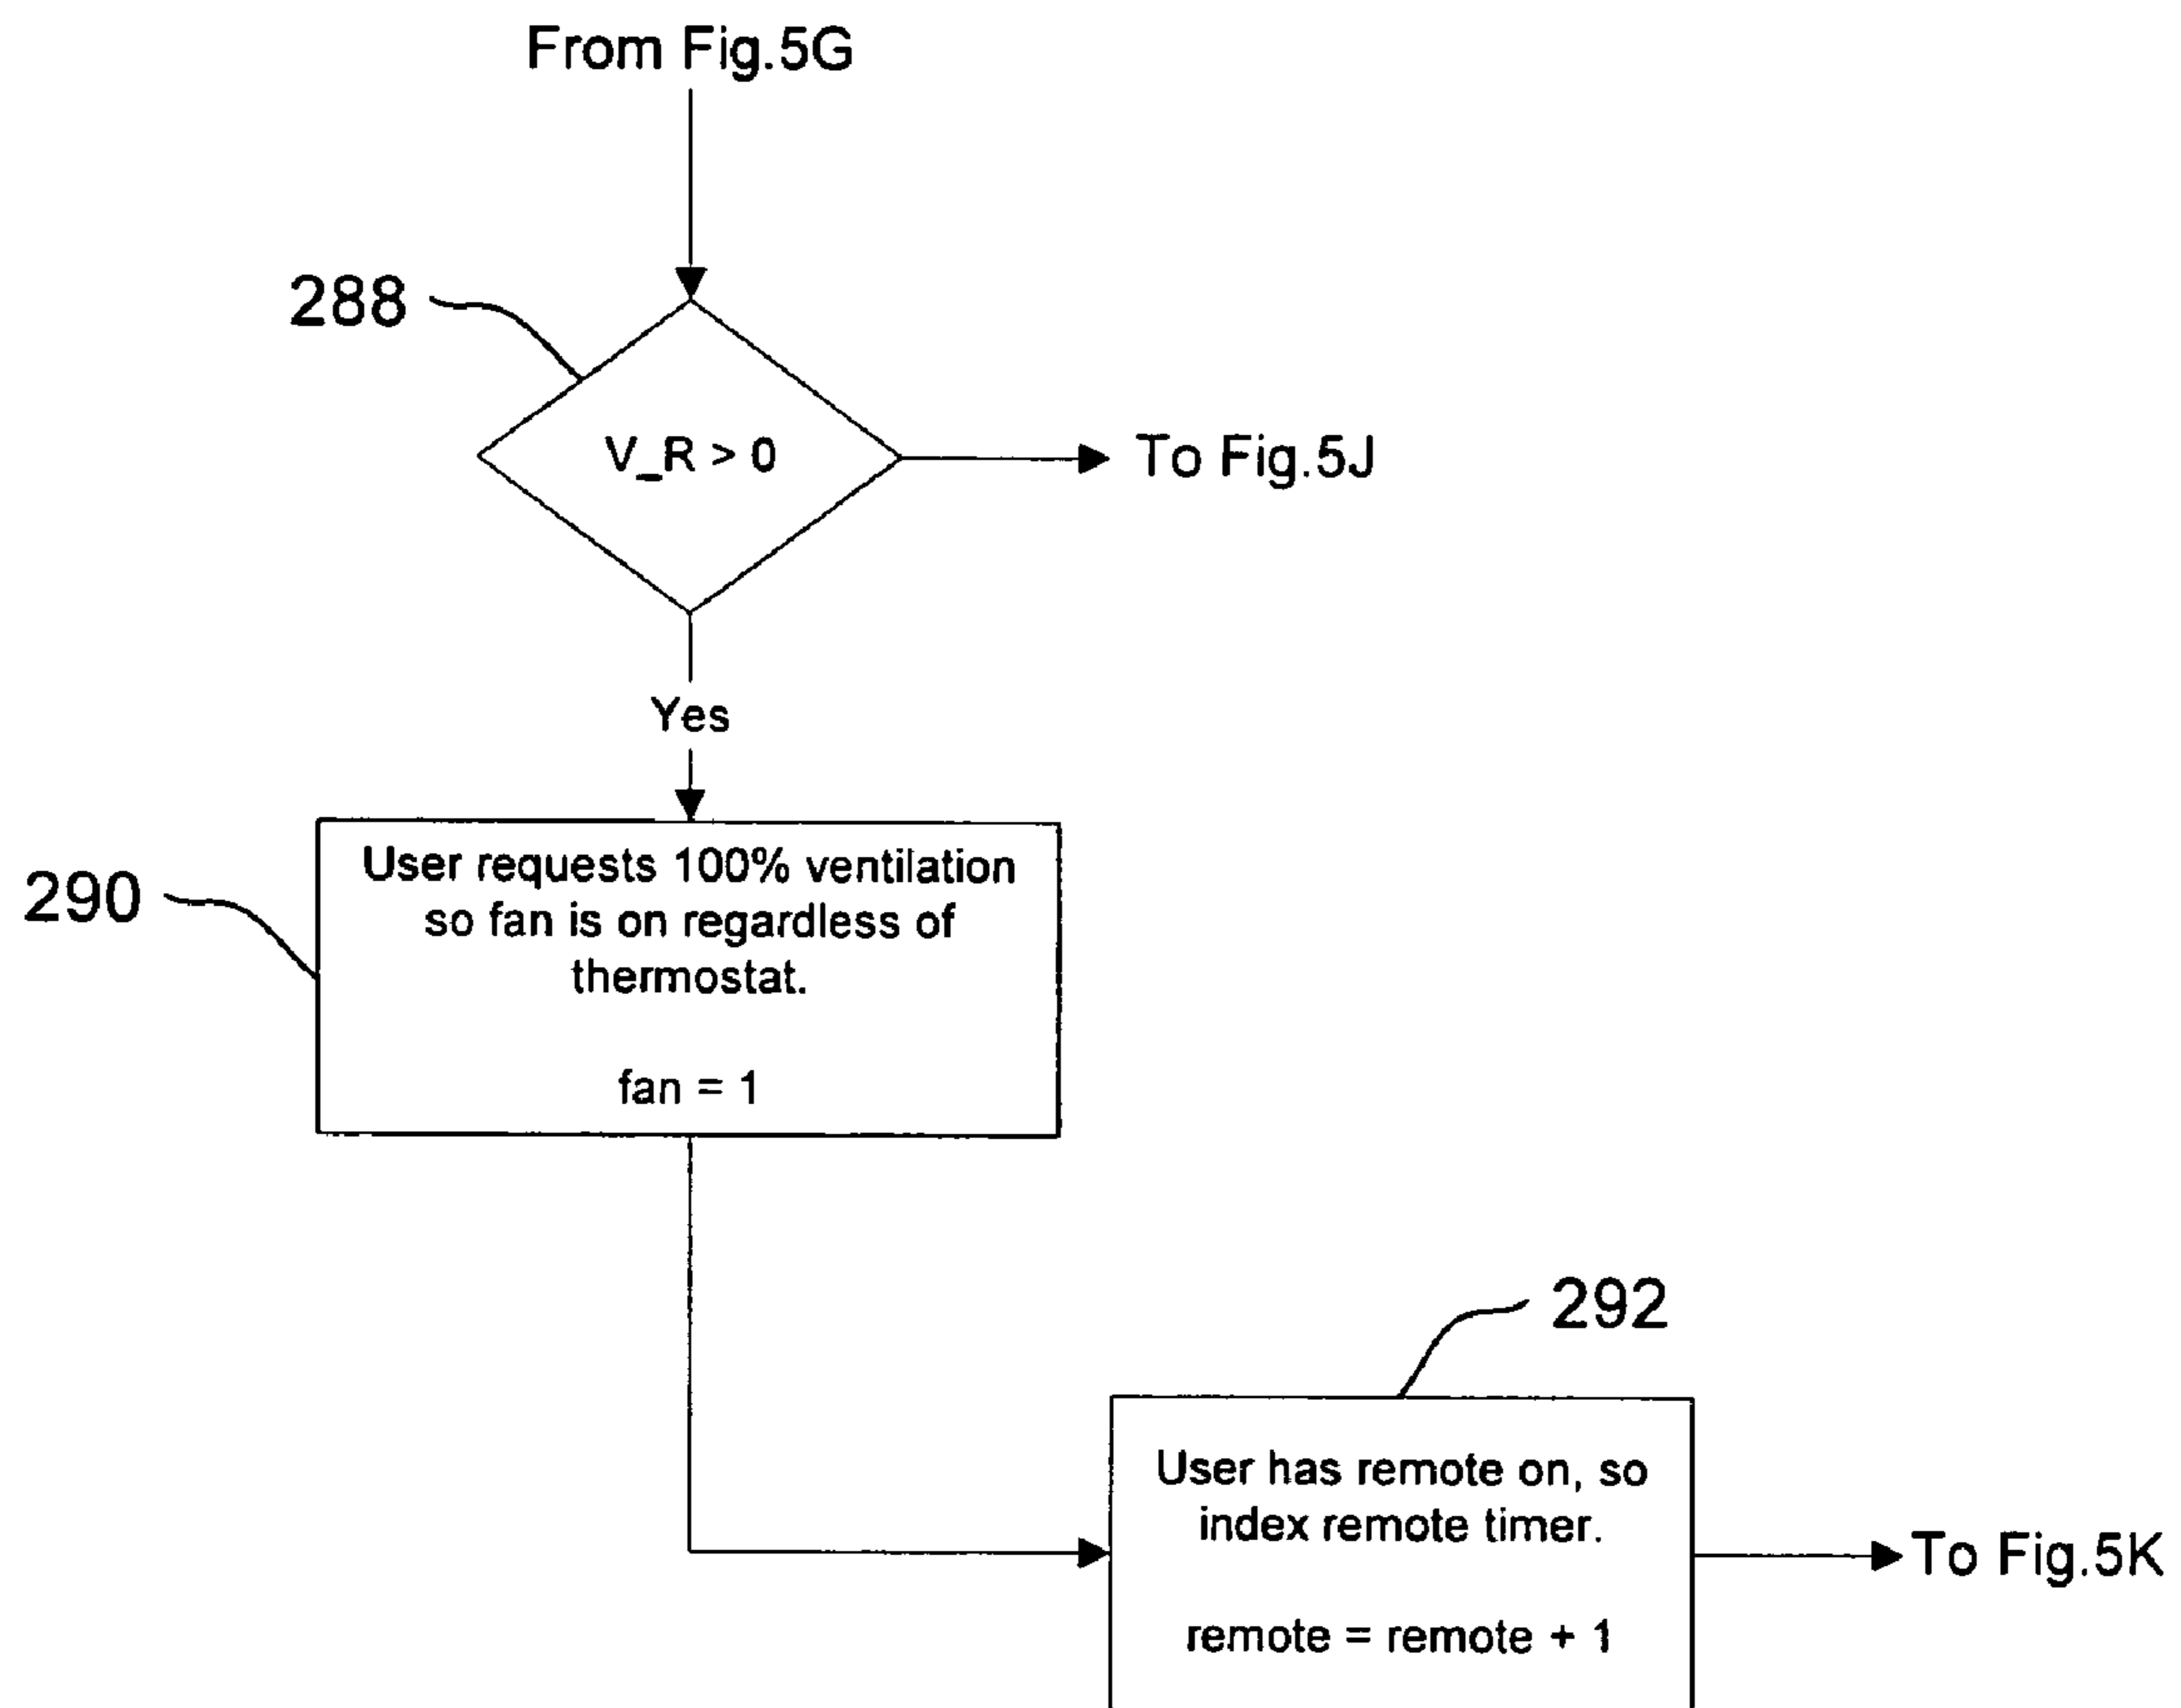 From Fig.5G
288
V_R > 0
To Fig.5J
Yes
290
User requests 100% ventilation
so fan is on regardless of
thermostat.
fan = 1
292
User has remote on, so
index remote timer.
remote = remote + 1
To Fig.5K